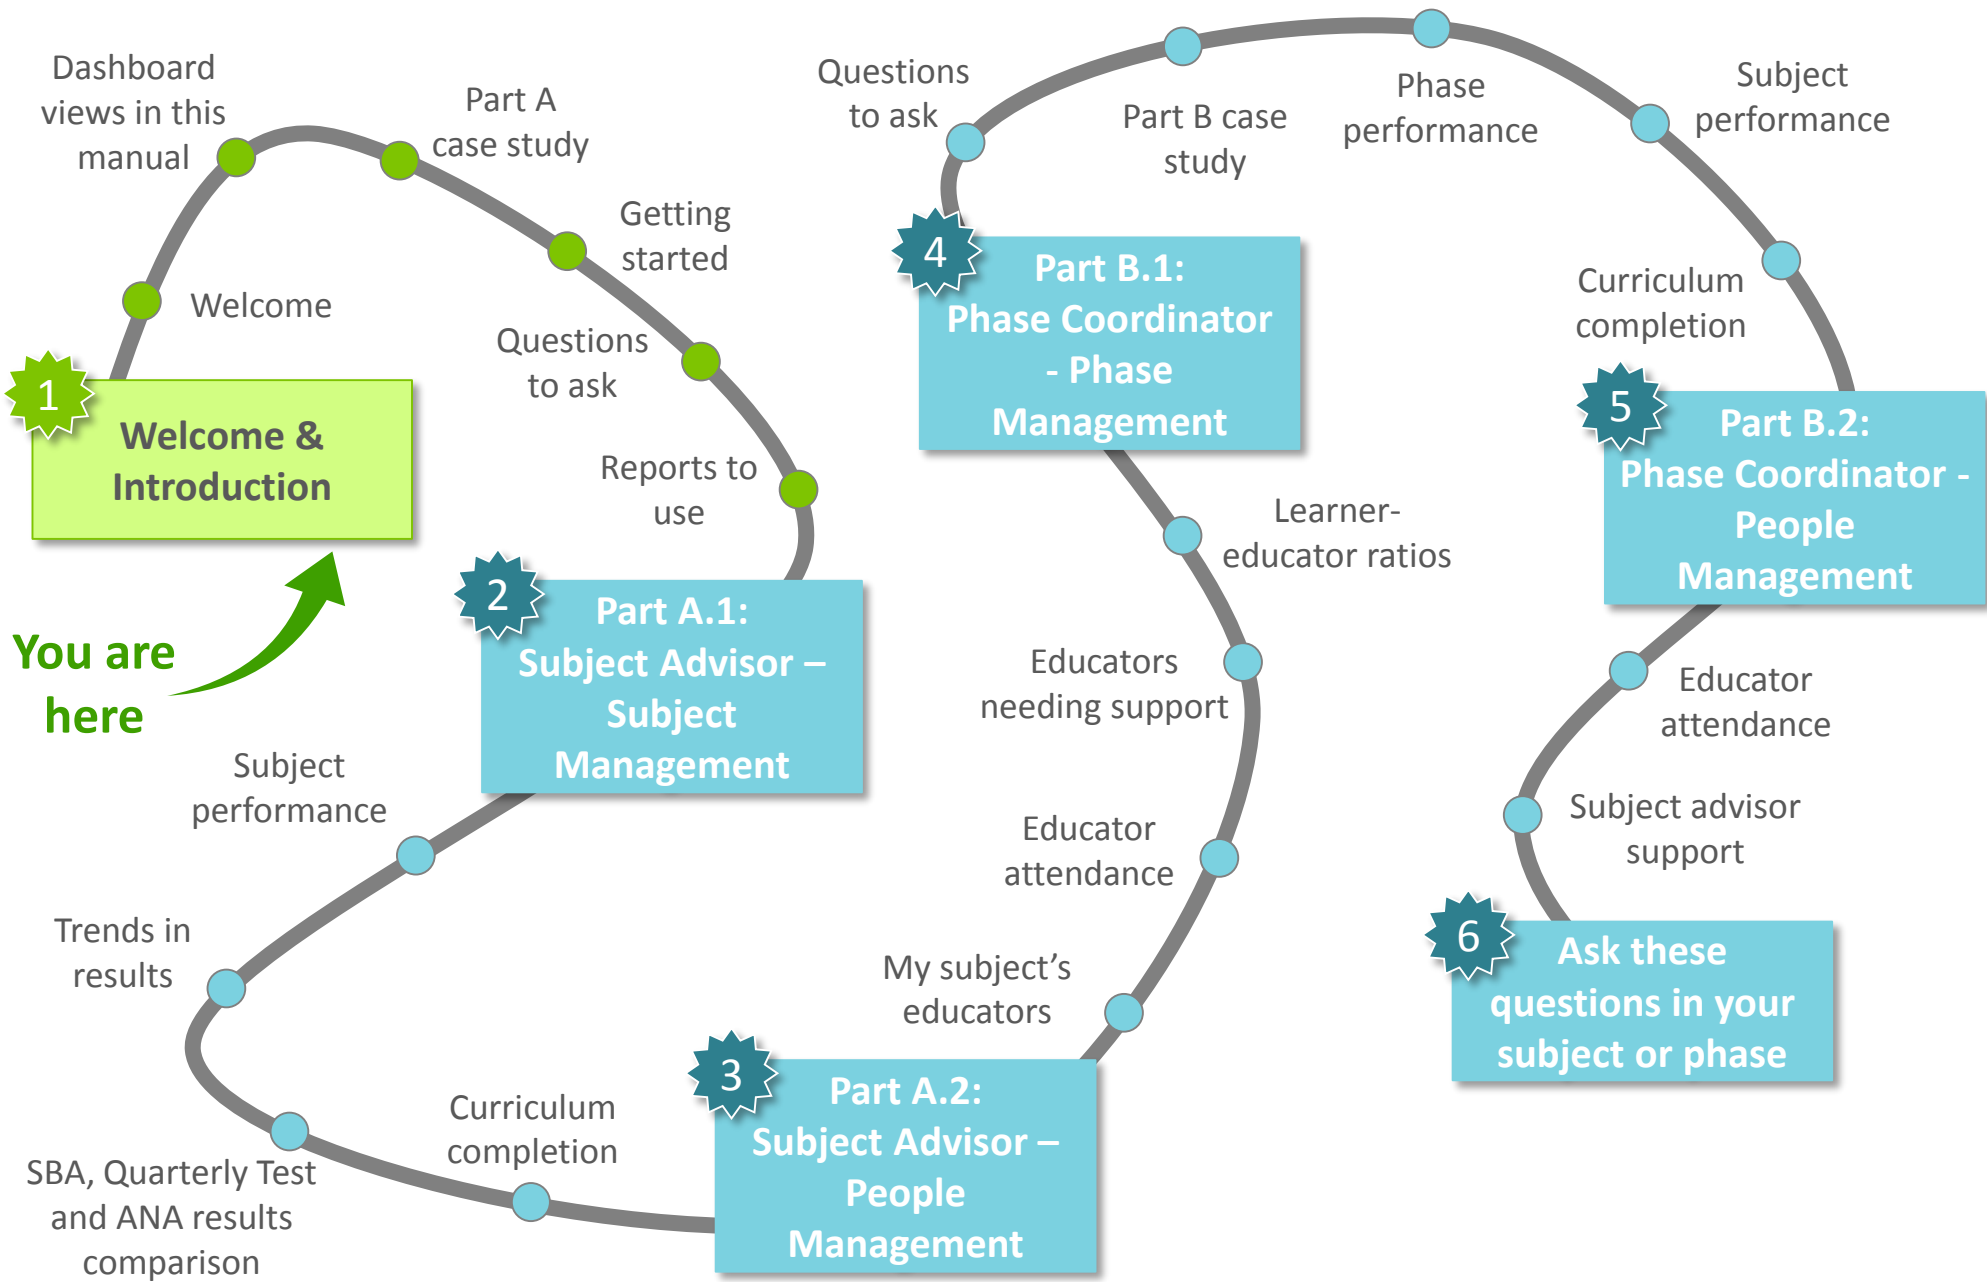 1
Welcome &
Introduction
You are
here
Welcome
Dashboard
views in this
manual
Part A
case study
Getting
started
Questions
to ask
Reports to
use
2
Part A.1:
Subject Advisor –
Subject
Management
Subject
performance
Trends in
results
SBA, Quarterly Test
and ANA results
comparison
Curriculum
completion
3
Part A.2:
Subject Advisor –
People
Management
My subject’s
educators
Educator
attendance
Educators
needing support
Learner-
educator ratios
4
Part B.1:
Phase Coordinator
- Phase
Management
Questions
to ask
Part B case
study
Phase
performance
Subject
performance
Curriculum
completion
5
Part B.2:
Phase Coordinator -
People
Management
Educator
attendance
Subject advisor
support
6
Ask these
questions in your
subject or phase